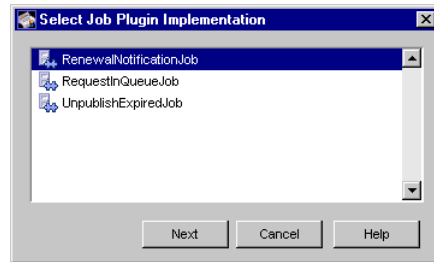 Select Job Plugin Implementation
RenewalNotificationJob
RequestInQueueJob
UnpublishExpiredJob
Next Cancel Help